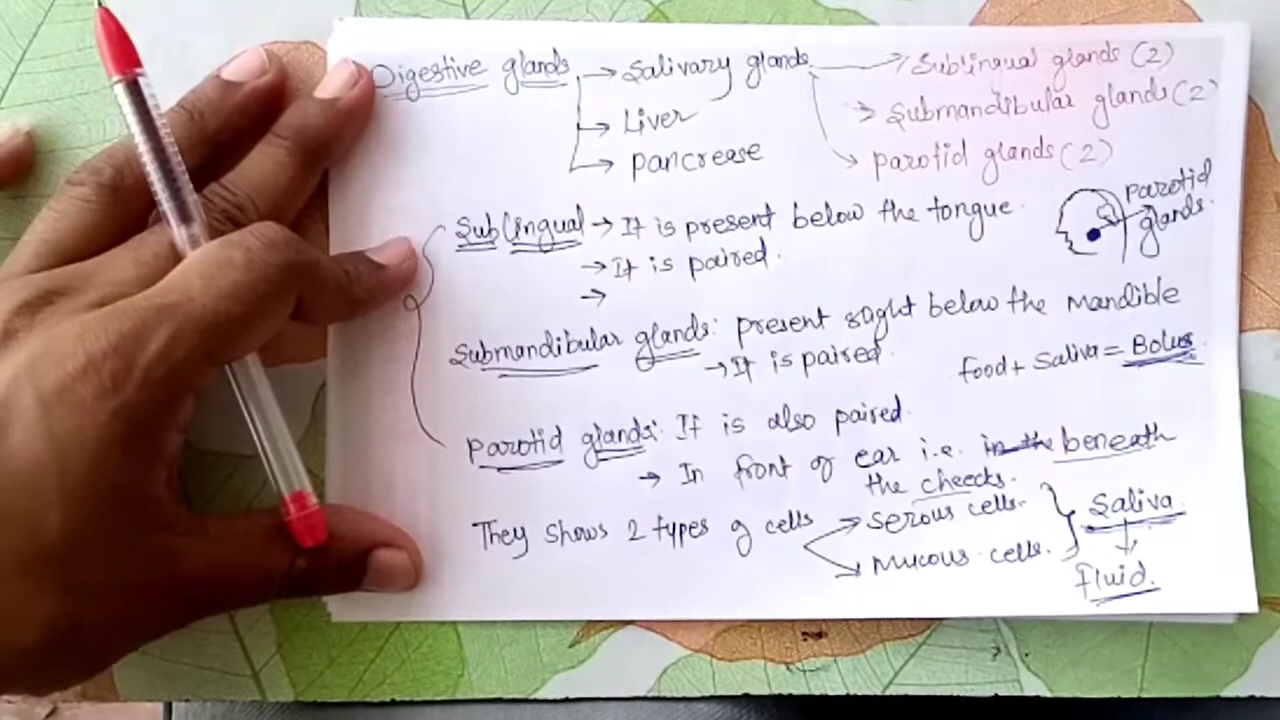 Digestive glands → Salivary glands → Sublingual glands (2)
→ Liver → Submandibular glands (2)
→ pancrease → parotid glands (2)
parotid
glands.
Sublingual → It is present below the tongue.
→ It is paired.
→
Submandibular glands: present below the mandible
→ It is paired.
food + saliva = Bolus.
parotid glands: It is also paired.
→ In front of ear i.e. in the beneath
the cheecks.
They shows 2 types of cells → serous cells.
→ Mucous cells.
Saliva
↓
fluid.